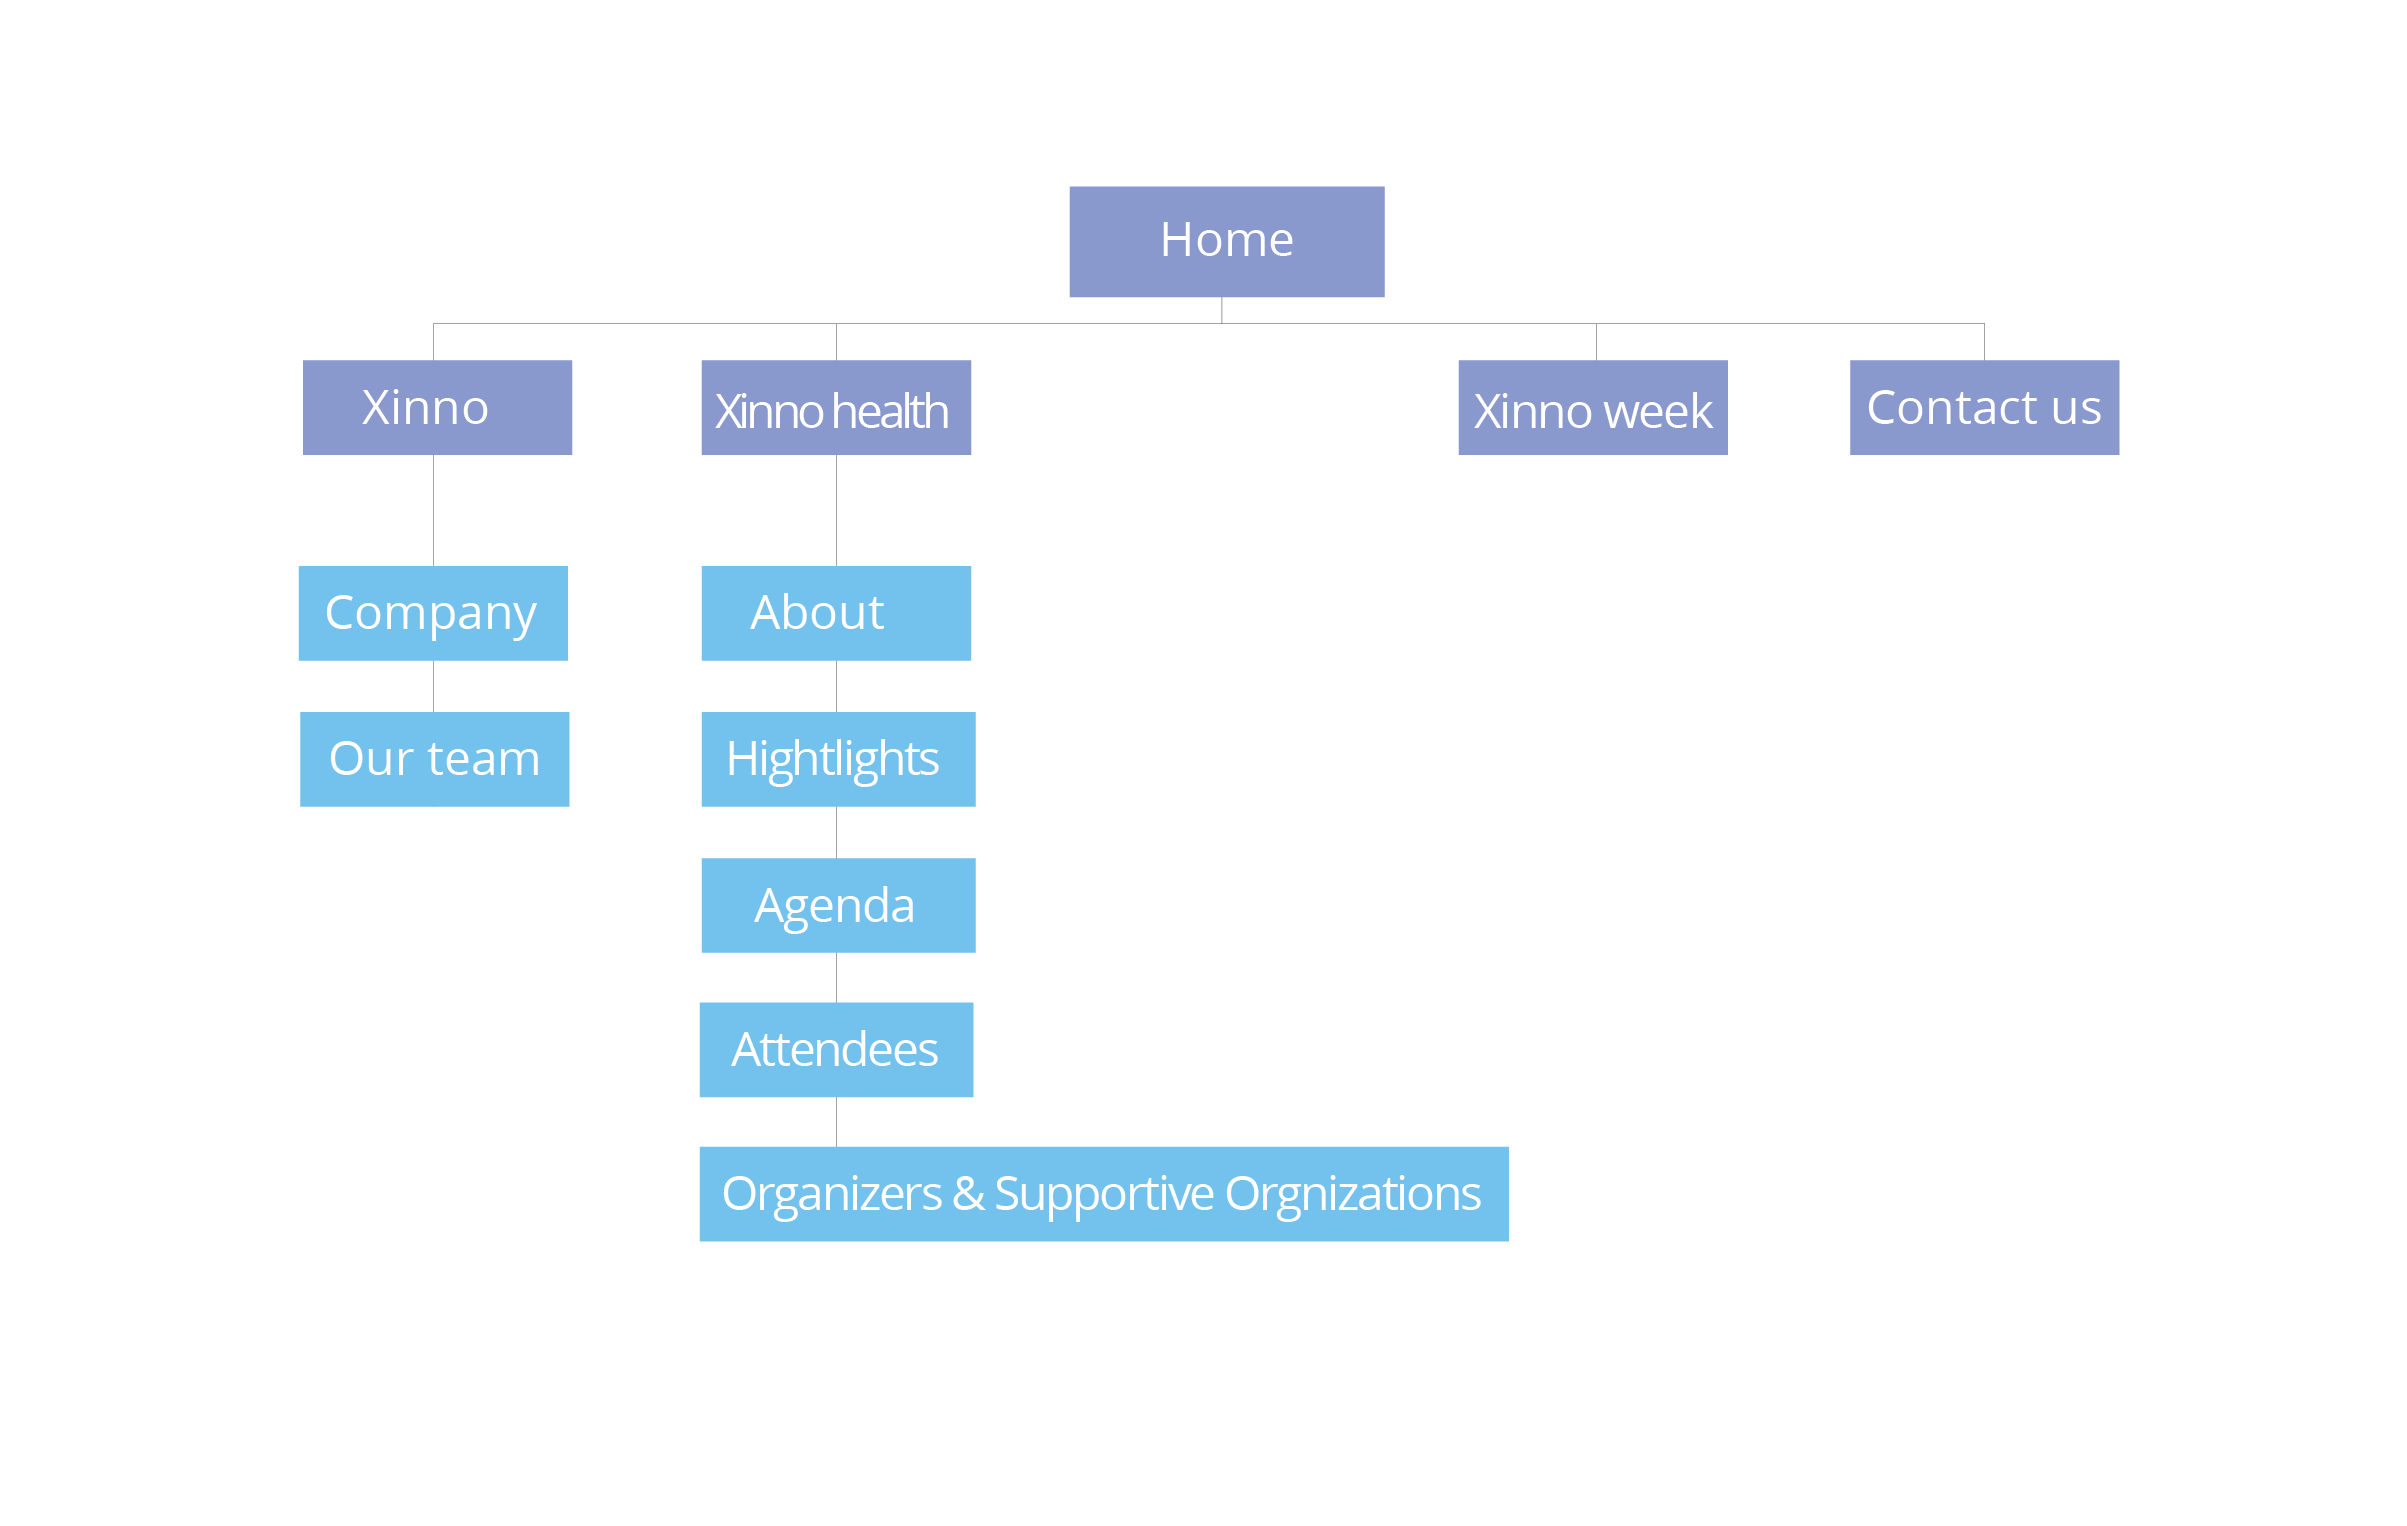 Home
Xinno
Xinno health
Xinno week
Contact us
Company
About
Our team
Hightlights
Agenda
Attendees
Organizers & Supportive Orgnizations